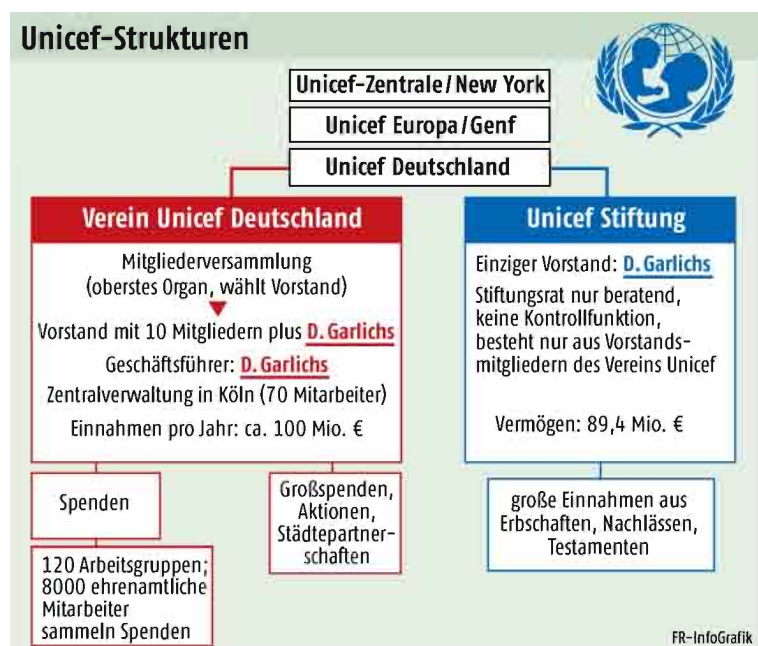 Unicef-Strukturen
Unicef-Zentrale/New York
Unicef Europa/Genf
Unicef Deutschland
Verein Unicef Deutschland
Mitgliederversammlung
(oberstes Organ, wählt Vorstand)
Vorstand mit 10 Mitgliedern plus D. Garlichs
Geschäftsführer: D. Garlichs
Zentralverwaltung in Köln (70 Mitarbeiter)
Einnahmen pro Jahr: ca. 100 Mio. €
Spenden
120 Arbeitsgruppen;
8000 ehrenamtliche
Mitarbeiter
sammeln Spenden
Großspenden,
Aktionen,
Städtepartner-
schaften
Unicef Stiftung
Einziger Vorstand: D. Garlichs
Stiftungsrat nur beratend,
keine Kontrollfunktion,
besteht nur aus Vorstands-
mitgliedern des Vereins Unicef
Vermögen: 89,4 Mio. €
große Einnahmen aus
Erbschaften, Nachlässen,
Testamenten
FR-InfoGrafik